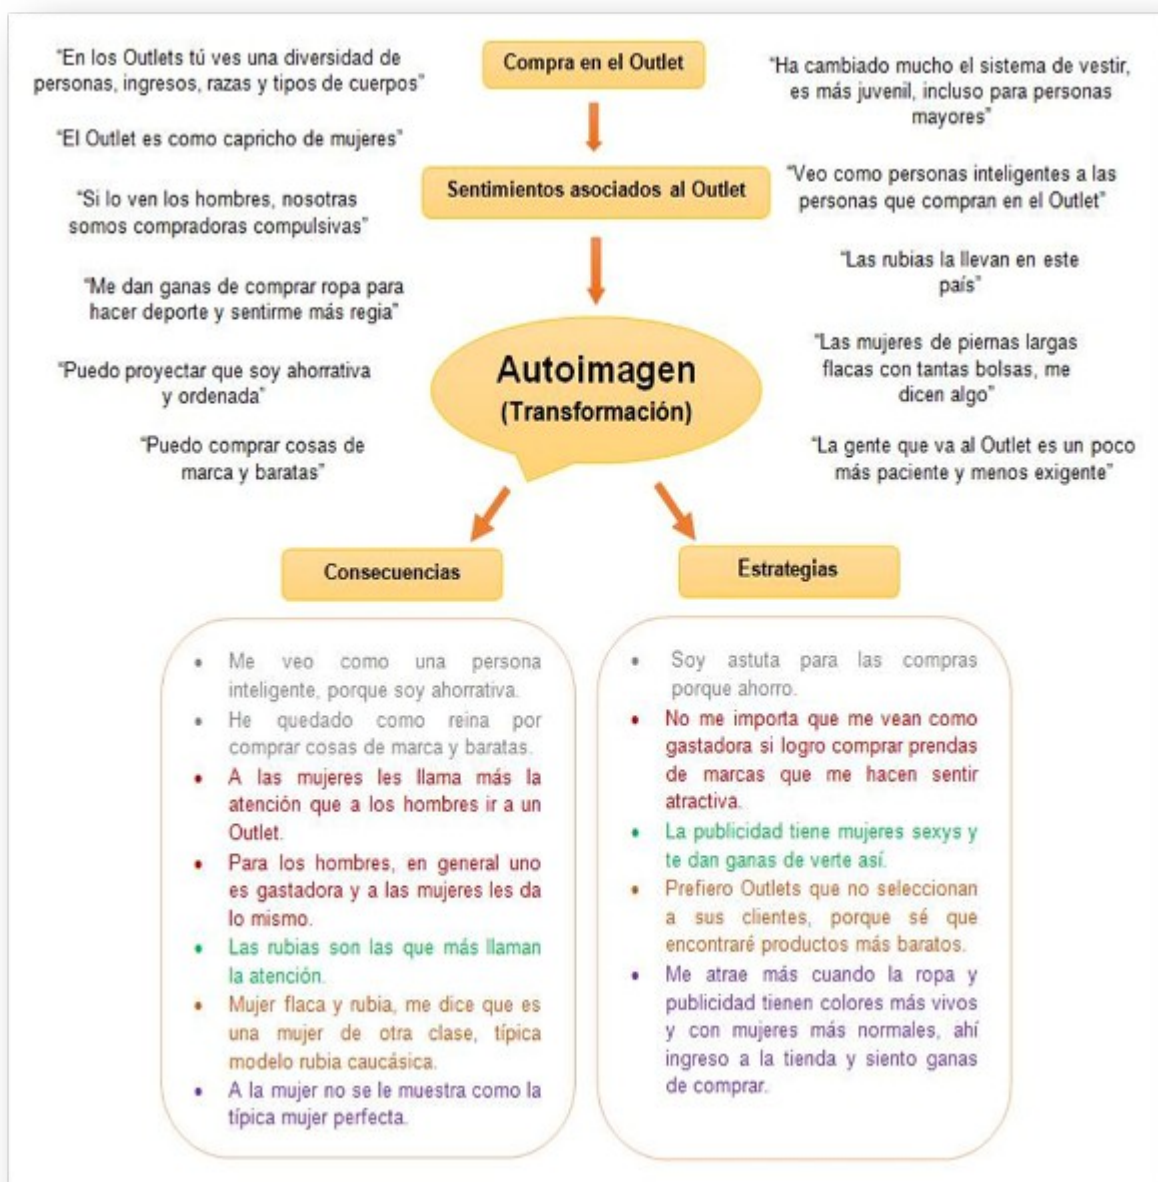 “En los Outlets tú ves una diversidad de
personas, ingresos, razas y tipos de cuerpos”
“El Outlet es como capricho de mujeres”
“Si lo ven los hombres, nosotras
somos compradoras compulsivas”
“Me dan ganas de comprar ropa para
hacer deporte y sentirme más regia”
“Puedo proyectar que soy ahorrativa
y ordenada”
“Puedo comprar cosas de
marca y baratas”
Compra en el Outlet
Sentimientos asociados al Outlet
Autoimagen
(Transformación)
“Ha cambiado mucho el sistema de vestir,
es más juvenil, incluso para personas
mayores”
“Veo como personas inteligentes a las
personas que compran en el Outlet”
“Las rubias la llevan en este
país”
“Las mujeres de piernas largas
flacas con tantas bolsas, me
dicen algo”
“La gente que va al Outlet es un poco
más paciente y menos exigente”
Consecuencias
• Me veo como una persona
inteligente, porque soy ahorrativa.
• He quedado como reina por
comprar cosas de marca y baratas.
• A las mujeres les llama más la
atención que a los hombres ir a un
Outlet.
• Para los hombres, en general uno
es gastadora y a las mujeres les da
lo mismo.
• Las rubias son las que más llaman
la atención.
• Mujer flaca y rubia, me dice que es
una mujer de otra clase, típica
modelo rubia caucásica.
• A la mujer no se le muestra como la
típica mujer perfecta.
Estrategias
• Soy astuta para las compras
porque ahorro.
• No me importa que me vean como
gastadora si logro comprar prendas
de marcas que me hacen sentir
atractiva.
• La publicidad tiene mujeres sexys y
te dan ganas de verte así.
• Prefiero Outlets que no seleccionan
a sus clientes, porque sé que
encontraré productos más baratos.
• Me atrae más cuando la ropa y
publicidad tienen colores más vivos
y con mujeres más normales, ahí
ingreso a la tienda y siento ganas
de comprar.